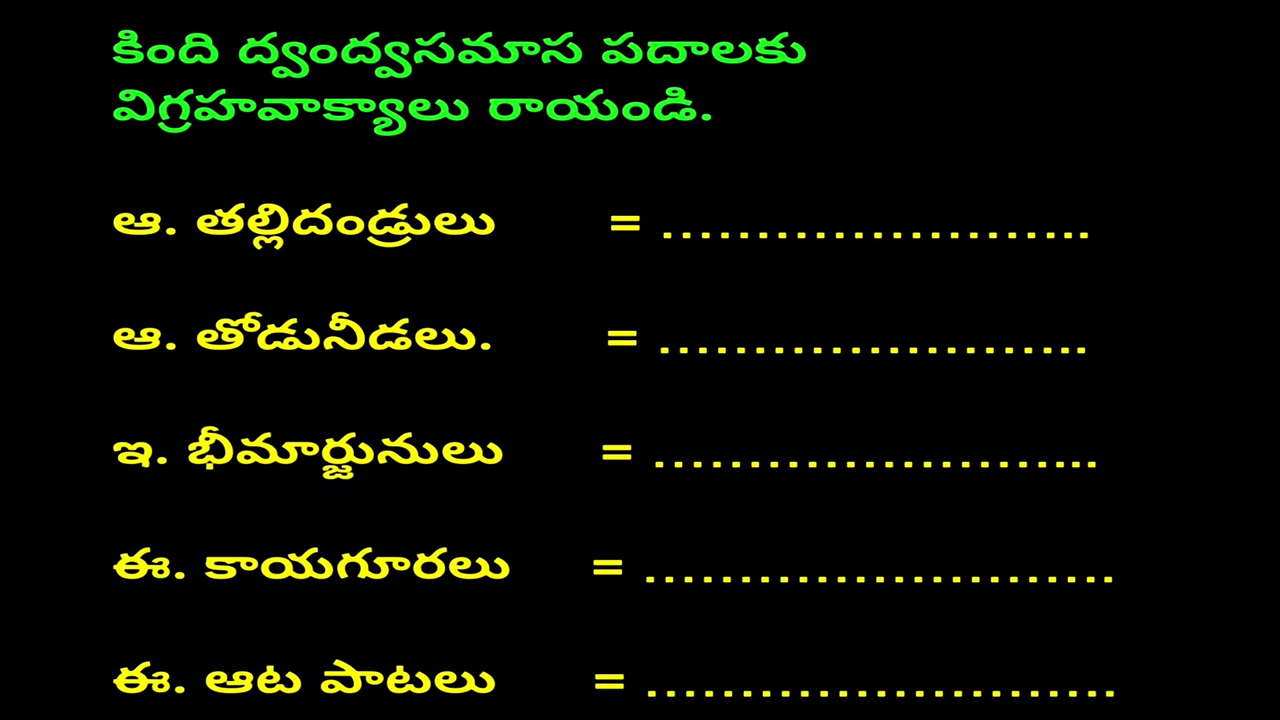 కింది ద్వంద్వసమాస పదాలకు
విగ్రహవాక్యాలు రాయండి.
ఆ. తల్లిదండ్రులు = ……………………..
ఆ. తోడునీడలు. = ……………………..
ఇ. భీమార్జునులు = ……………………...
ఈ. కాయగూరలు = ……………………….
ఈ. ఆట పాటలు = ……………………….